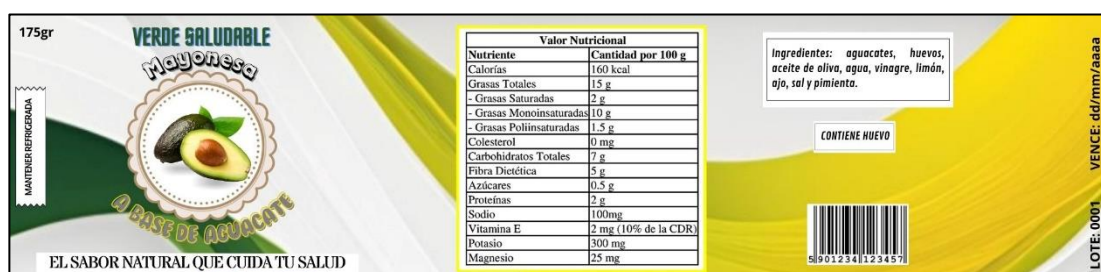 175gr
VERDE SALUDABLE
Mayonesa
MANTENER REFRIGERADA
A BASE DE AGUACATE
EL SABOR NATURAL QUE CUIDA TU SALUD
Valor Nutricional
Nutriente Cantidad por 100 g
Calorías 160 kcal
Grasas Totales 15 g
- Grasas Saturadas 2 g
- Grasas Monoinsaturadas 10 g
- Grasas Poliinsaturadas 1.5 g
Colesterol 0 mg
Carbohidratos Totales 7 g
Fibra Dietética 5 g
Azúcares 0.5 g
Proteínas 2 g
Sodio 100mg
Vitamina E 2 mg (10% de la CDR)
Potasio 300 mg
Magnesio 25 mg
Ingredientes: aguacates, huevos,
aceite de oliva, agua, vinagre, limón,
ajo, sal y pimienta.
CONTIENE HUEVO
5 901234 123457
LOTE: 0001 VENCE: dd/mm/aaaa